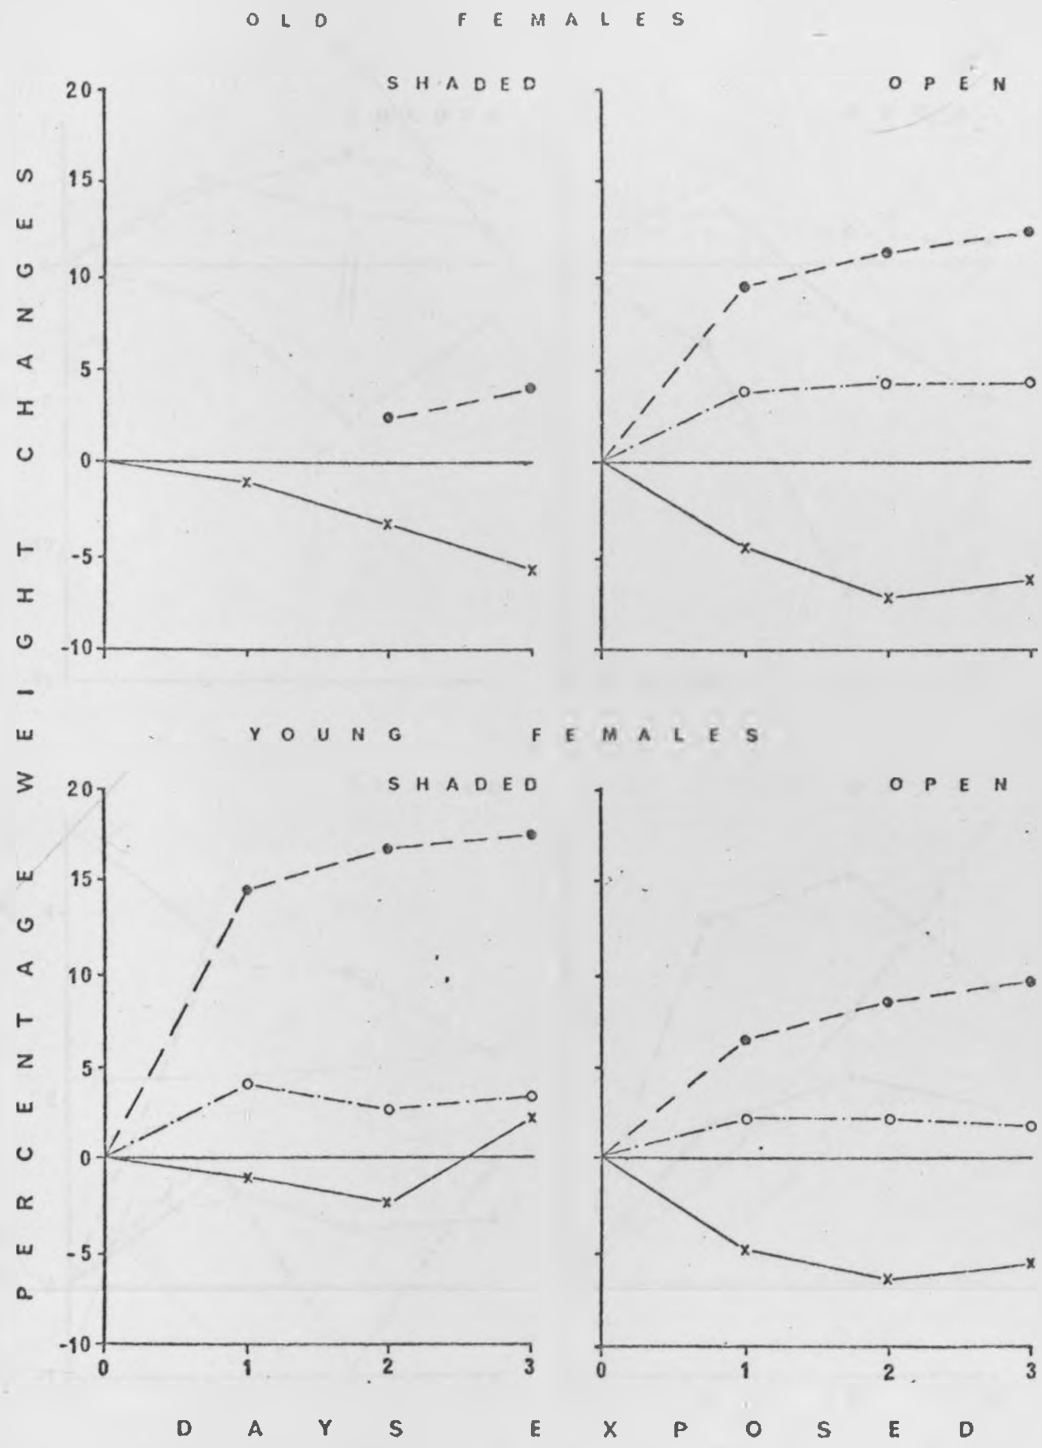 OLD FEMALES
SHADED OPEN
20
15
10
5
0
-5
-10
YOUNG FEMALES
SHADED OPEN
20
15
10
5
0
-5
-10
0 1 2 3 0 1 2 3
DAYS EXPOSED
PERCENTAGE WEIGHT CHANGES